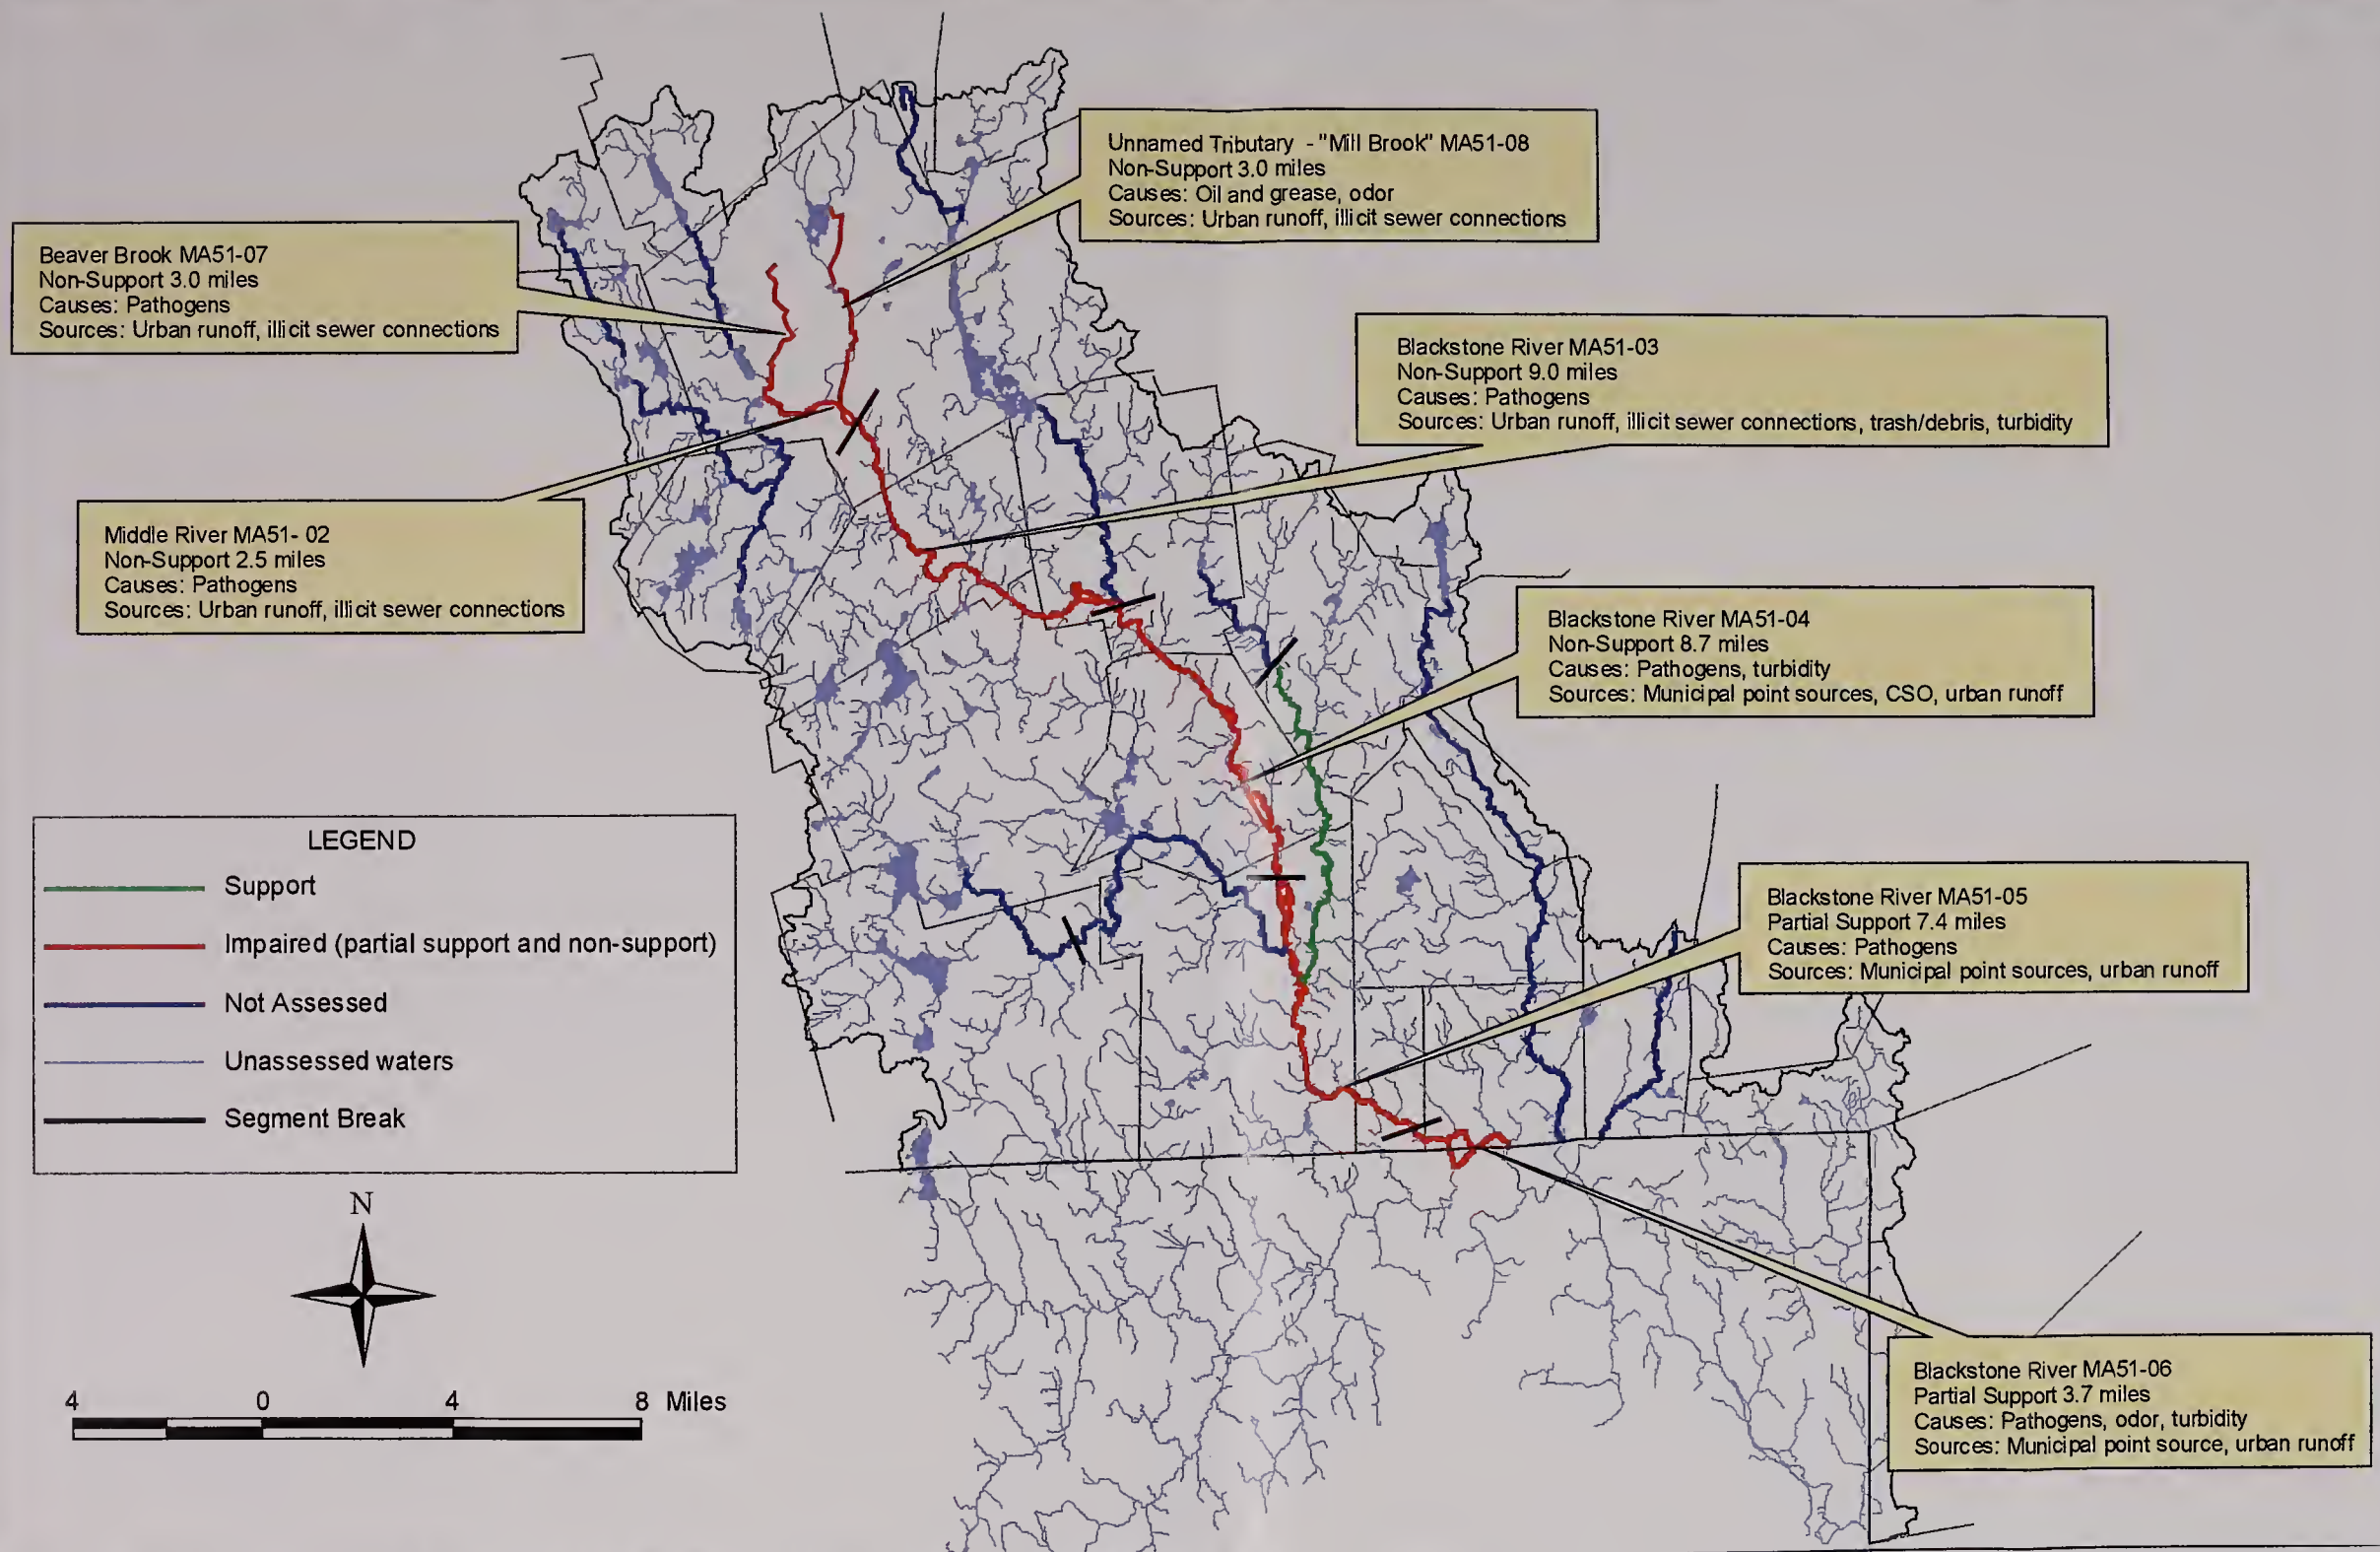 Unnamed Tributary - "Mill Brook" MA51-08
Non-Support 3.0 miles
Causes: Oil and grease, odor
Sources: Urban runoff, illicit sewer connections
Beaver Brook MA51-07
Non-Support 3.0 miles
Causes: Pathogens
Sources: Urban runoff, illicit sewer connections
Blackstone River MA51-03
Non-Support 9.0 miles
Causes: Pathogens
Sources: Urban runoff, illicit sewer connections, trash/debris, turbidity
Middle River MA51- 02
Non-Support 2.5 miles
Causes: Pathogens
Sources: Urban runoff, illicit sewer connections
Blackstone River MA51-04
Non-Support 8.7 miles
Causes: Pathogens, turbidity
Sources: Municipal point sources, CSO, urban runoff
LEGEND
Support
Impaired (partial support and non-support)
Not Assessed
Unassessed waters
Segment Break
Blackstone River MA51-05
Partial Support 7.4 miles
Causes: Pathogens
Sources: Municipal point sources, urban runoff
N
4 0 4 8 Miles
Blackstone River MA51-06
Partial Support 3.7 miles
Causes: Pathogens, odor, turbidity
Sources: Municipal point source, urban runoff